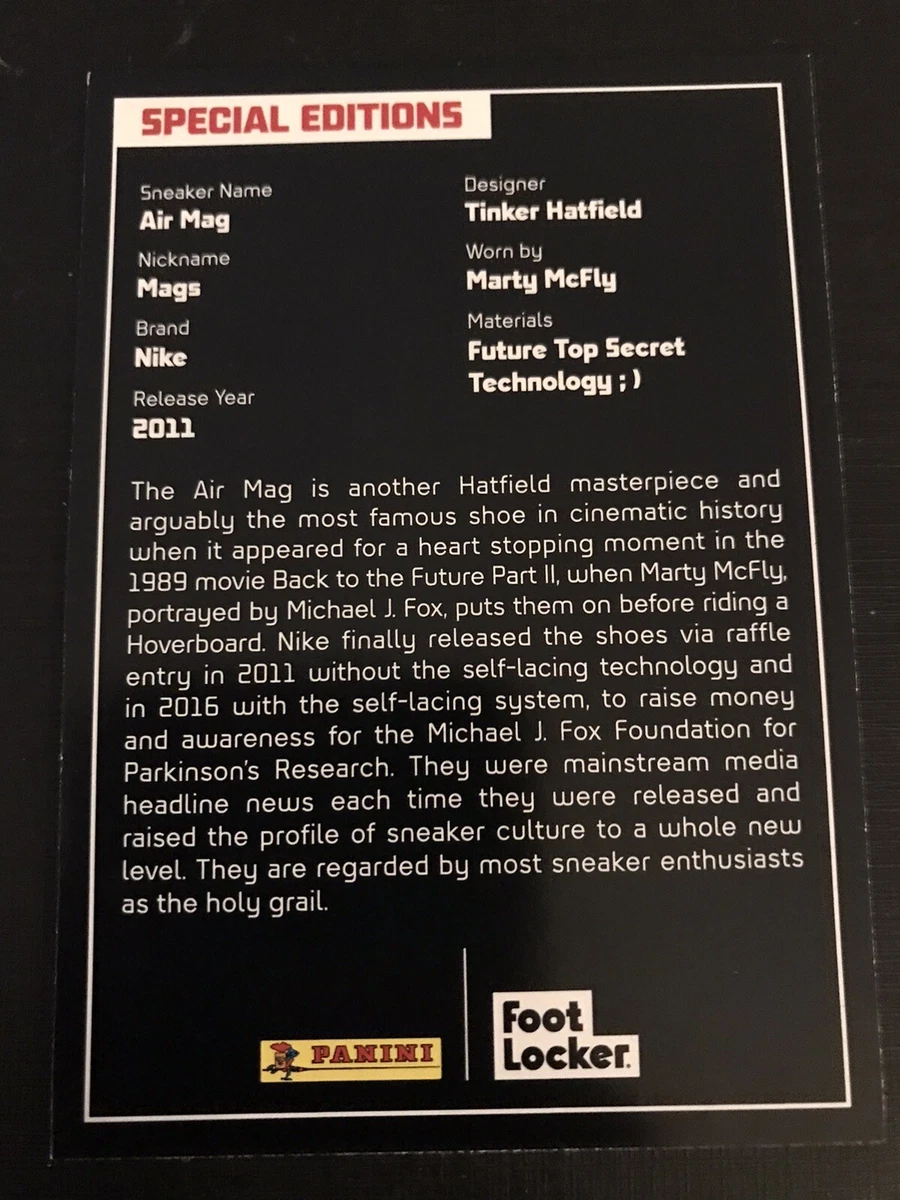 SPECIAL EDITIONS
Sneaker Name
Air Mag
Nickname
Mags
Brand
Nike
Release Year
2011
Designer
Tinker Hatfield
Worn by
Marty McFly
Materials
Future Top Secret
Technology ; )
The Air Mag is another Hatfield masterpiece and
arguably the most famous shoe in cinematic history
when it appeared for a heart stopping moment in the
1989 movie Back to the Future Part II, when Marty McFly,
portrayed by Michael J. Fox, puts them on before riding a
Hoverboard. Nike finally released the shoes via raffle
entry in 2011 without the self-lacing technology and
in 2016 with the self-lacing system, to raise money
and awareness for the Michael J. Fox Foundation for
Parkinson's Research. They were mainstream media
headline news each time they were released and
raised the profile of sneaker culture to a whole new
level. They are regarded by most sneaker enthusiasts
as the holy grail.
PANINI
Foot
Locker.